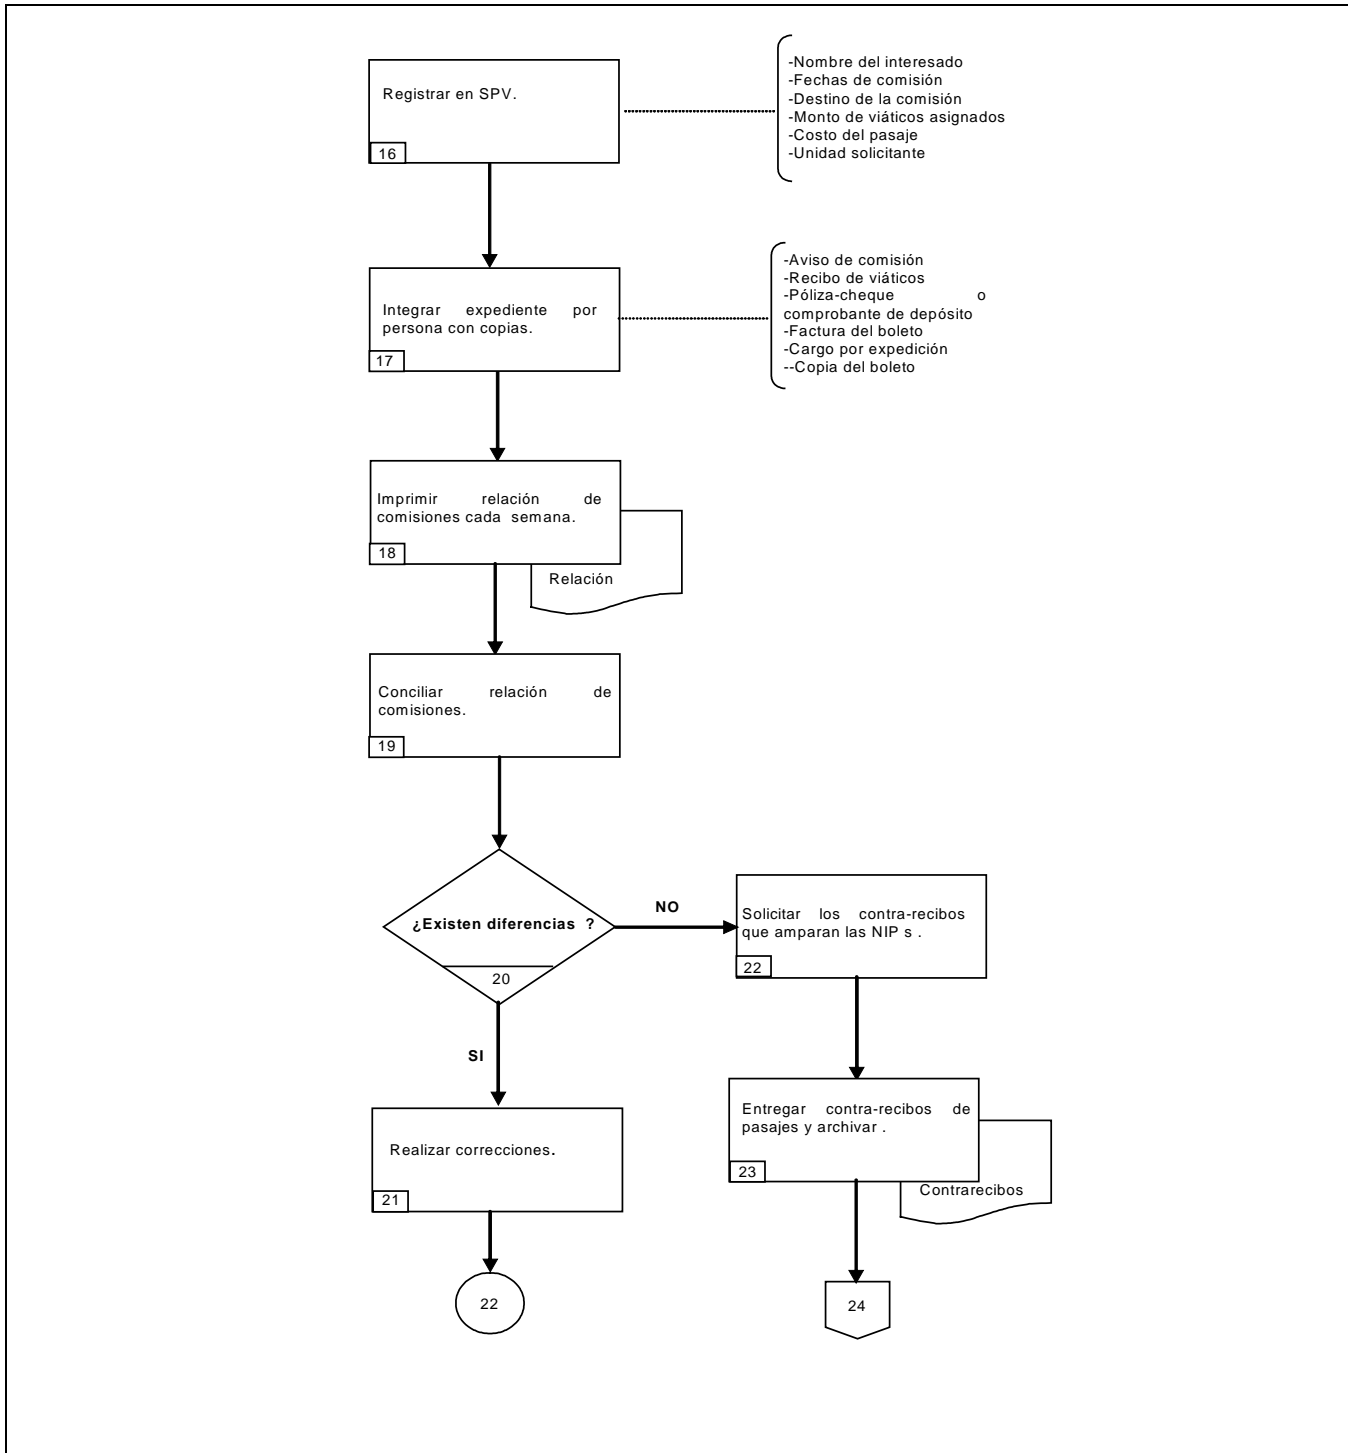 Registrar en SPV.
16
-Nombre del interesado
-Fechas de comisión
-Destino de la comisión
-Monto de viáticos asignados
-Costo del pasaje
-Unidad solicitante
Integrar expediente por
persona con copias.
17
-Aviso de comisión
-Recibo de viáticos
-Póliza-cheque o
comprobante de depósito
-Factura del boleto
-Cargo por expedición
--Copia del boleto
Imprimir relación de
comisiones cada semana.
18
Relación
Conciliar relación de
comisiones.
19
¿Existen diferencias ?
20
NO
Solicitar los contra-recibos
que amparan las NIP s .
22
SI
Entregar contra-recibos de
pasajes y archivar .
23
Contrarecibos
Realizar correcciones.
21
22
24